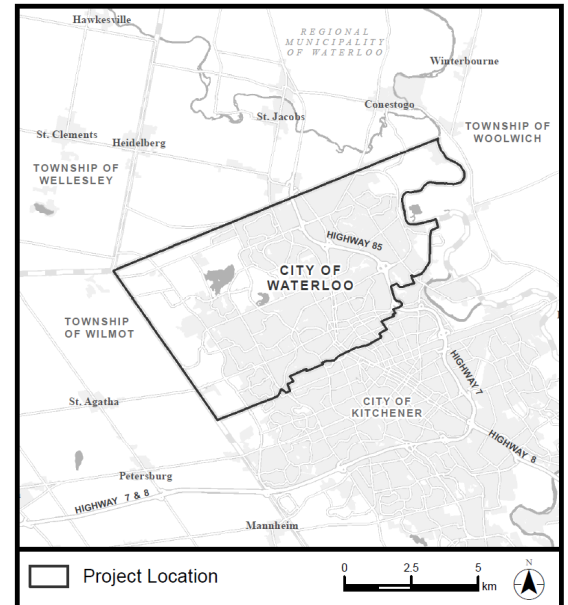 Hawkesville
REGIONAL
MUNICIPALITY
OF WATERLOO
Winterbourne
Conestogo
St. Jacobs
TOWNSHIP OF
WOOLWICH
St. Clements
Heidelberg
TOWNSHIP OF
WELLESLEY
HIGHWAY 85
CITY OF
WATERLOO
TOWNSHIP
OF WILMOT
HIGHWAY 7
St. Agatha
CITY OF
KITCHENER
HIGHWAY 8
Petersburg
HIGHWAY 7 & 8
Mannheim
Project Location
0 2.5 5
km
N